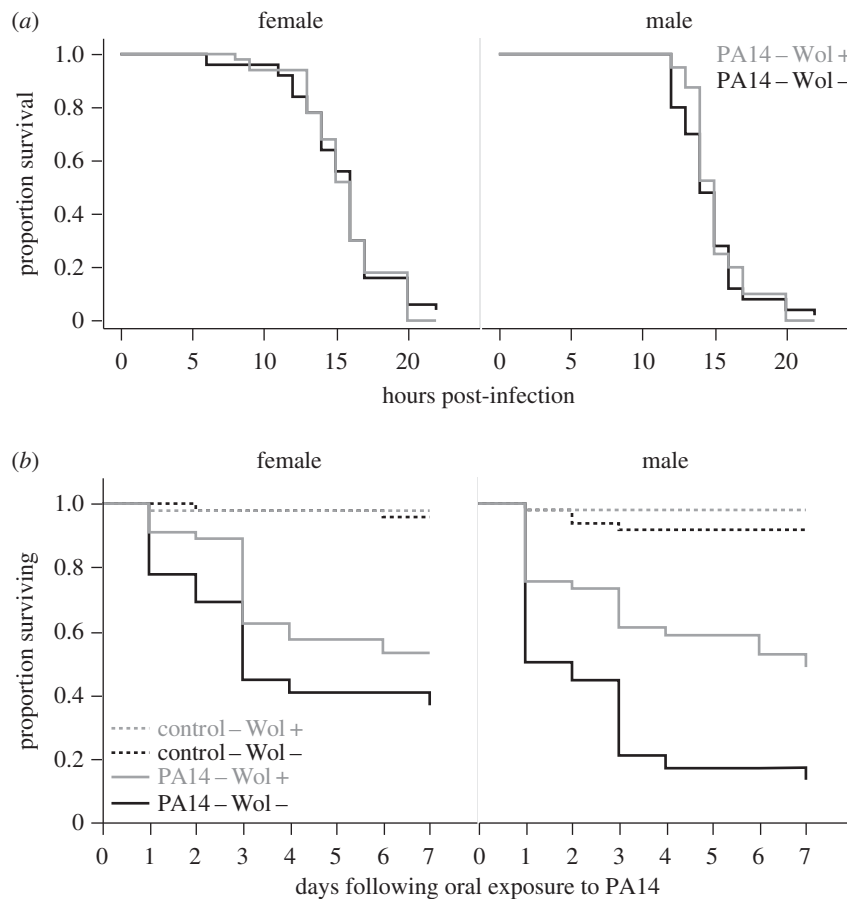 (a) female male
PA14 – Wol +
PA14 – Wol –
1.0
0.8
0.6
0.4
0.2
0
proportion survival
0 5 10 15 20 0 5 10 15 20
hours post-infection
(b) female male
1.0
0.8
0.6
0.4
0.2
0
proportion surviving
control – Wol +
control – Wol –
PA14 – Wol +
PA14 – Wol –
0 1 2 3 4 5 6 7 0 1 2 3 4 5 6 7
days following oral exposure to PA14